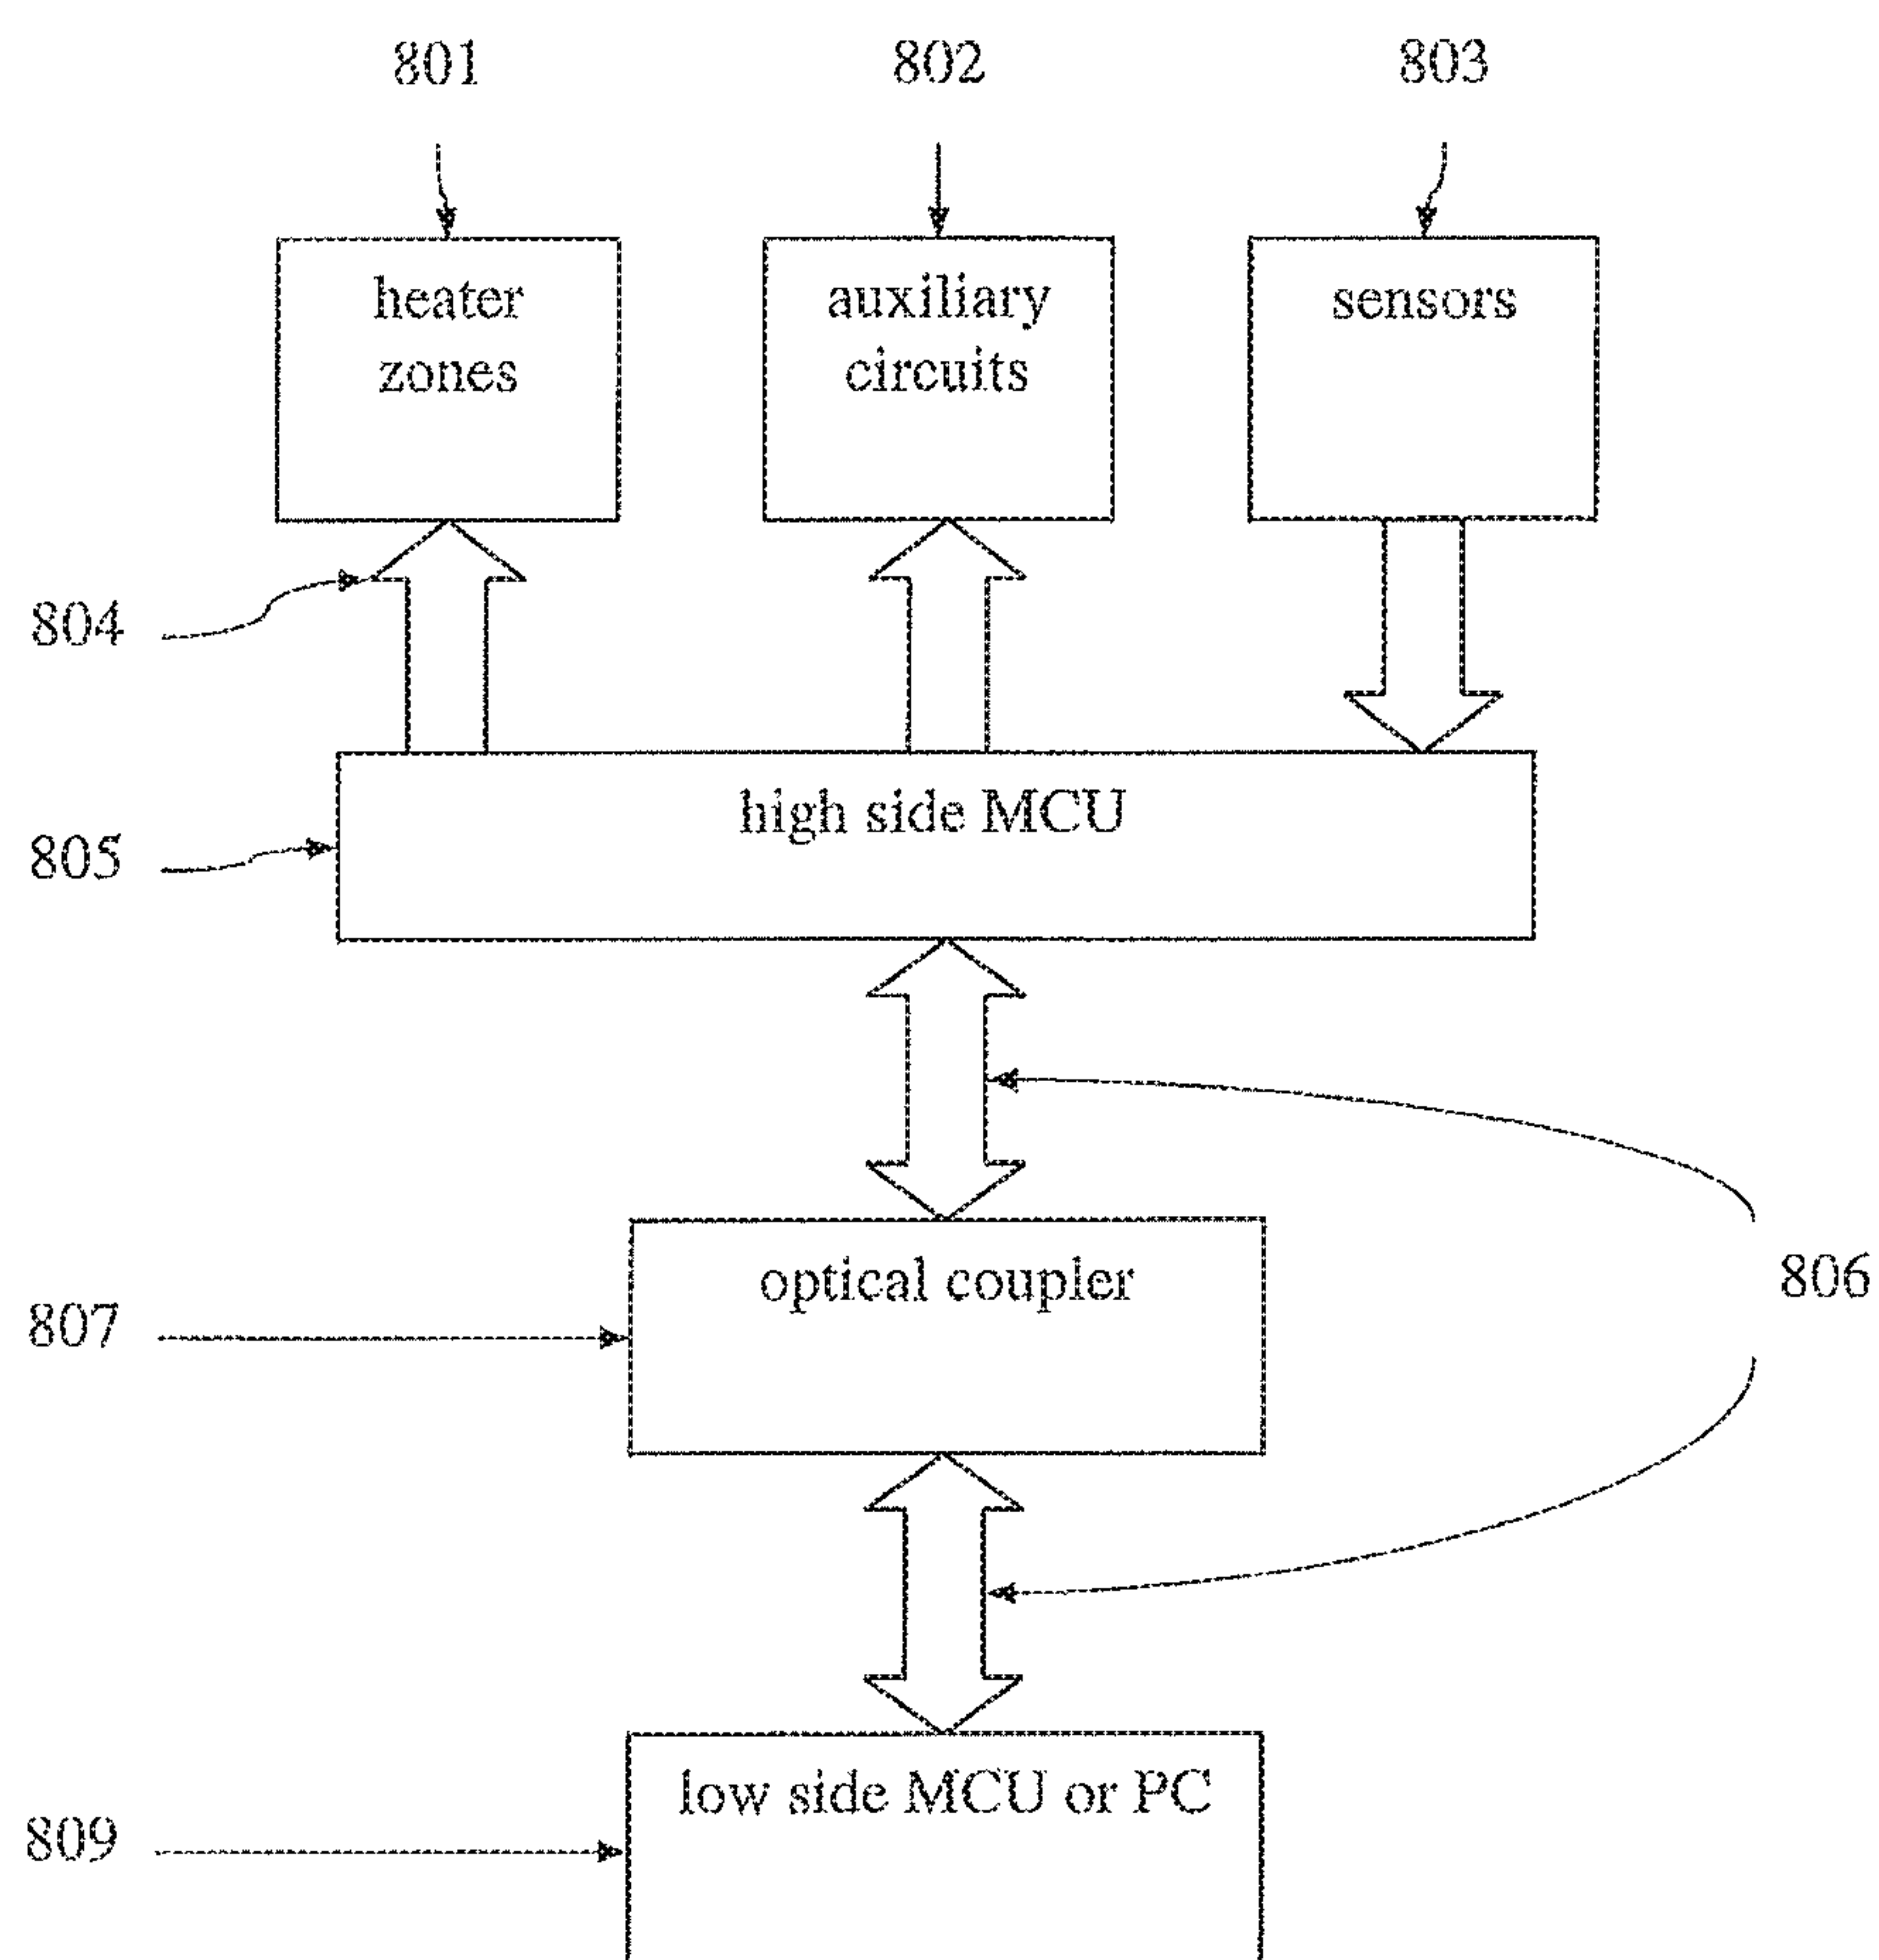 801
802
803
heater
zones
auxiliary
circuits
sensors
804
high side MCU
805
optical coupler
806
807
low side MCU or PC
809